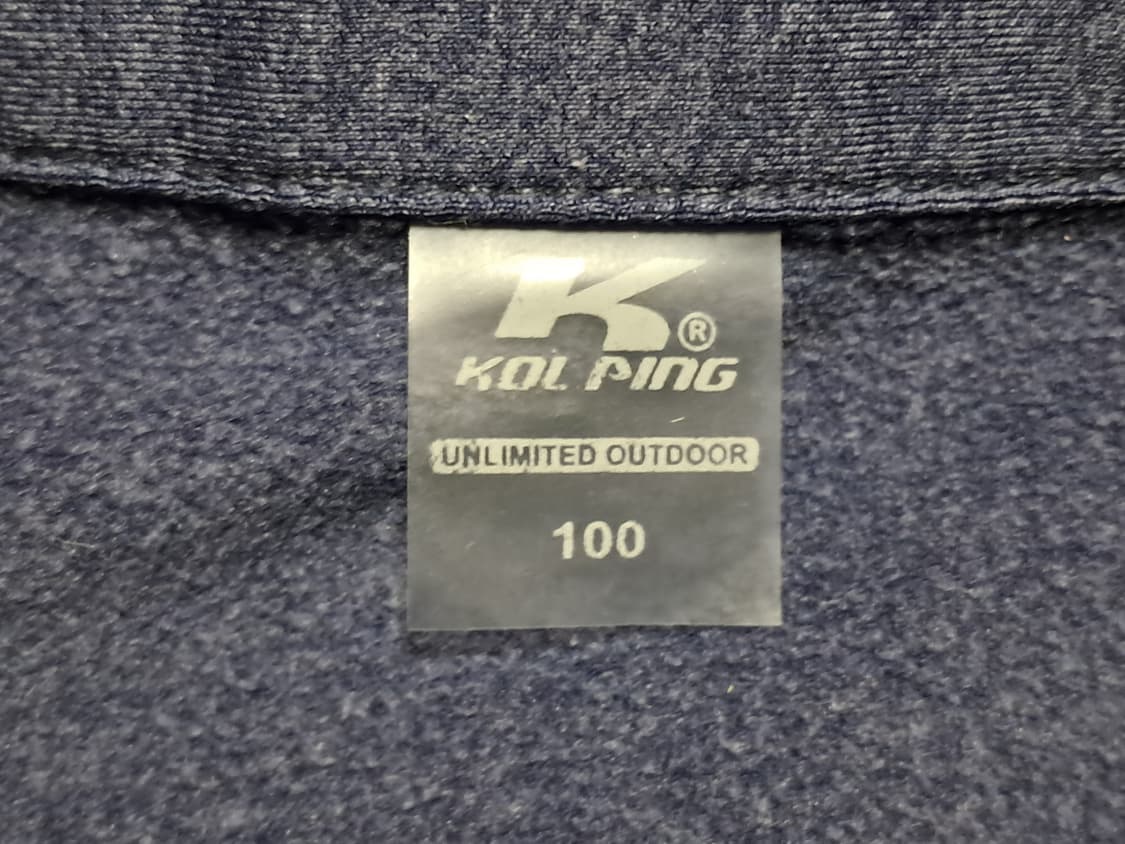 K®
KOLPING
UNLIMITED OUTDOOR
100